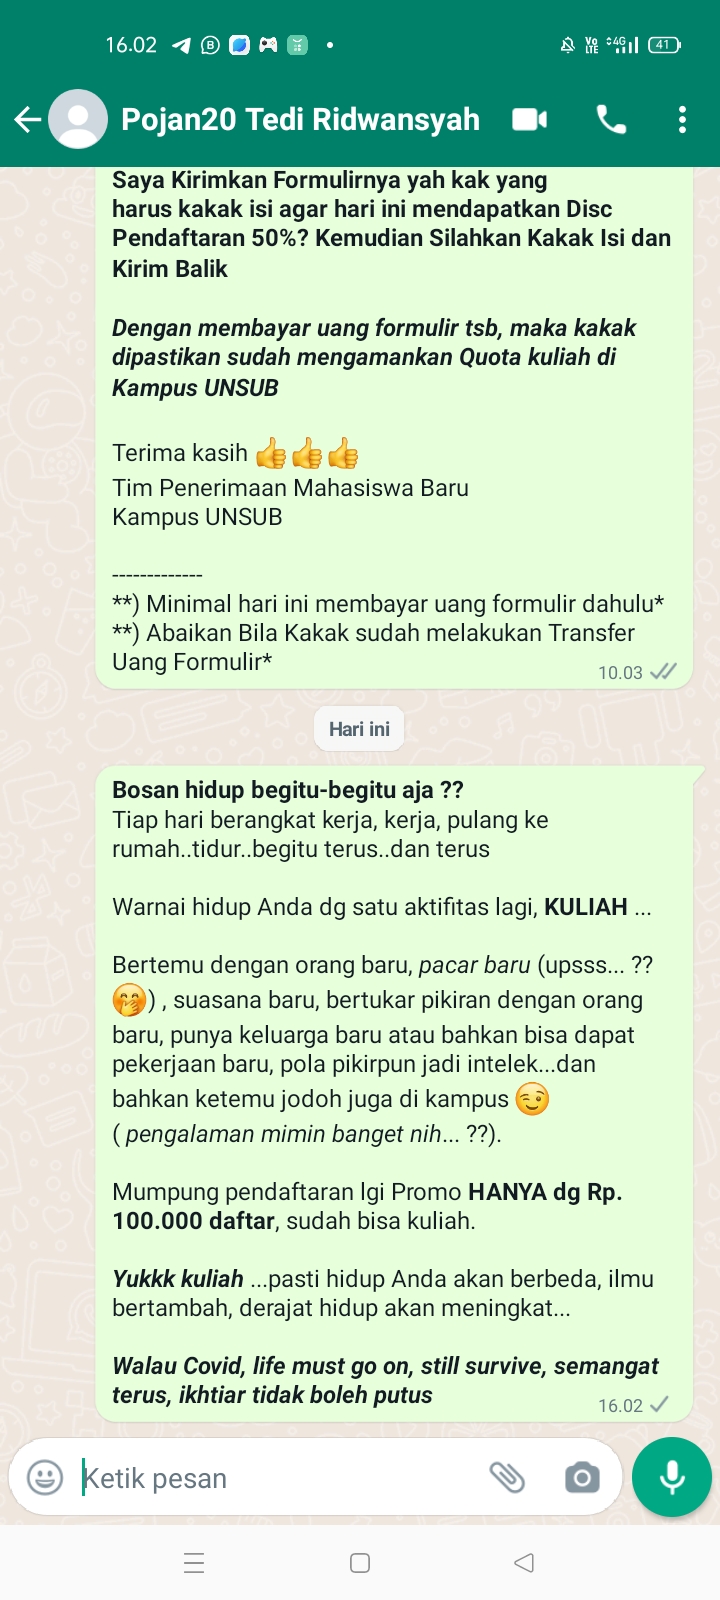 16.02
VoLTE 4G 41
Pojan20 Tedi Ridwansyah
Saya Kirimkan Formulirnya yah kak yang
harus kakak isi agar hari ini mendapatkan Disc
Pendaftaran 50%? Kemudian Silahkan Kakak Isi dan
Kirim Balik
Dengan membayar uang formulir tsb, maka kakak
dipastikan sudah mengamankan Quota kuliah di
Kampus UNSUB
Terima kasih 👍👍👍
Tim Penerimaan Mahasiswa Baru
Kampus UNSUB
-------------
**) Minimal hari ini membayar uang formulir dahulu*
**) Abaikan Bila Kakak sudah melakukan Transfer
Uang Formulir*
10.03
Hari ini
Bosan hidup begitu-begitu aja ??
Tiap hari berangkat kerja, kerja, pulang ke
rumah..tidur..begitu terus..dan terus
Warnai hidup Anda dg satu aktifitas lagi, KULIAH ...
Bertemu dengan orang baru, pacar baru (upsss... ??
🤭) , suasana baru, bertukar pikiran dengan orang
baru, punya keluarga baru atau bahkan bisa dapat
pekerjaan baru, pola pikirpun jadi intelek...dan
bahkan ketemu jodoh juga di kampus 😉
( pengalaman mimin banget nih... ??).
Mumpung pendaftaran lgi Promo HANYA dg Rp.
100.000 daftar, sudah bisa kuliah.
Yukkk kuliah ...pasti hidup Anda akan berbeda, ilmu
bertambah, derajat hidup akan meningkat...
Walau Covid, life must go on, still survive, semangat
terus, ikhtiar tidak boleh putus
16.02
Ketik pesan